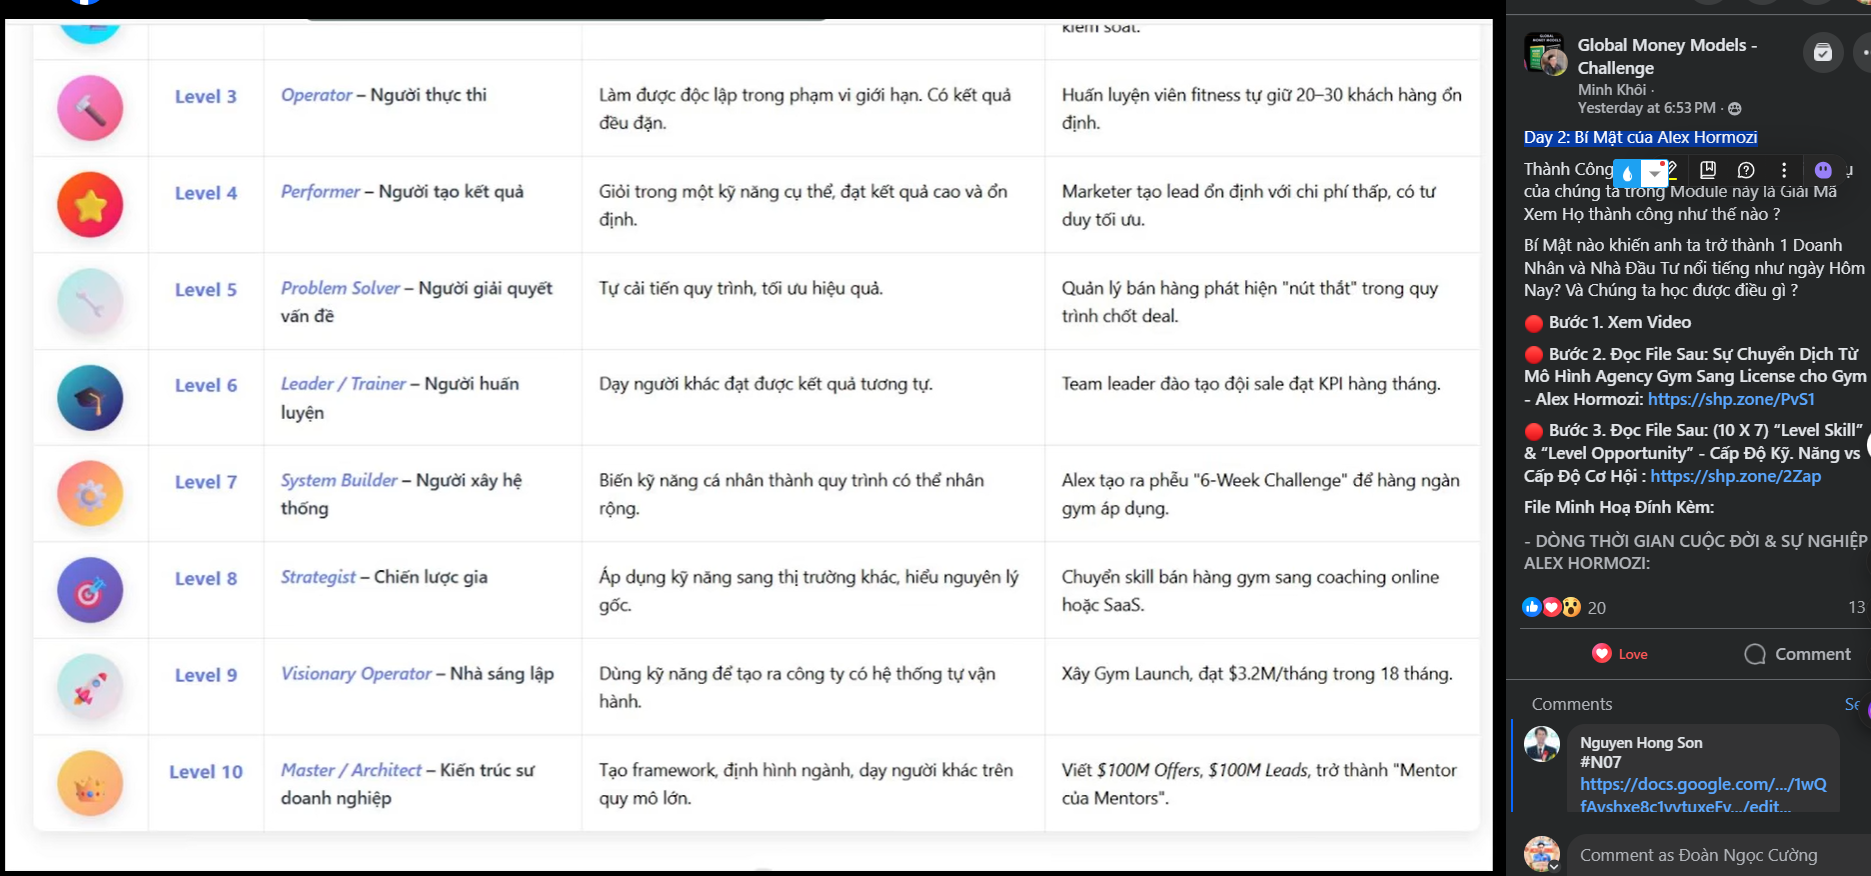 kiểm soát.
Level 3
Operator – Người thực thi
Làm được độc lập trong phạm vi giới hạn. Có kết quả
đều đặn.
Huấn luyện viên fitness tự giữ 20–30 khách hàng ổn
định.
Level 4
Performer – Người tạo kết quả
Giỏi trong một kỹ năng cụ thể, đạt kết quả cao và ổn
định.
Marketer tạo lead ổn định với chi phí thấp, có tư
duy tối ưu.
Level 5
Problem Solver – Người giải quyết
vấn đề
Tự cải tiến quy trình, tối ưu hiệu quả.
Quản lý bán hàng phát hiện "nút thắt" trong quy
trình chốt deal.
Level 6
Leader / Trainer – Người huấn
luyện
Dạy người khác đạt được kết quả tương tự.
Team leader đào tạo đội sale đạt KPI hàng tháng.
Level 7
System Builder – Người xây hệ
thống
Biến kỹ năng cá nhân thành quy trình có thể nhân
rộng.
Alex tạo ra phễu "6-Week Challenge" để hàng ngàn
gym áp dụng.
Level 8
Strategist – Chiến lược gia
Áp dụng kỹ năng sang thị trường khác, hiểu nguyên lý
gốc.
Chuyển skill bán hàng gym sang coaching online
hoặc SaaS.
Level 9
Visionary Operator – Nhà sáng lập
Dùng kỹ năng để tạo ra công ty có hệ thống tự vận
hành.
Xây Gym Launch, đạt $3.2M/tháng trong 18 tháng.
Level 10
Master / Architect – Kiến trúc sư
doanh nghiệp
Tạo framework, định hình ngành, dạy người khác trên
quy mô lớn.
Viết $100M Offers, $100M Leads, trở thành "Mentor
của Mentors".
Global Money Models -
Challenge
Minh Khôi ·
Yesterday at 6:53 PM ·
Day 2: Bí Mật của Alex Hormozi
Thành Công
của chúng ta trong Module này là Giải Mã
Xem Họ thành công như thế nào ?
Bí Mật nào khiến anh ta trở thành 1 Doanh
Nhân và Nhà Đầu Tư nổi tiếng như ngày Hôm
Nay? Và Chúng ta học được điều gì ?
Bước 1. Xem Video
Bước 2. Đọc File Sau: Sự Chuyển Dịch Từ
Mô Hình Agency Gym Sang License cho Gym
- Alex Hormozi: https://shp.zone/PvS1
Bước 3. Đọc File Sau: (10 X 7) “Level Skill”
& “Level Opportunity” - Cấp Độ Kỹ. Năng vs
Cấp Độ Cơ Hội : https://shp.zone/2Zap
File Minh Hoạ Đính Kèm:
- DÒNG THỜI GIAN CUỘC ĐỜI & SỰ NGHIỆP
ALEX HORMOZI:
20
13
Love
Comment
Comments
Nguyen Hong Son
#N07
https://docs.google.com/.../1wQ
fAvshxe8c1vvtuxeFv.../edit...
Comment as Đoàn Ngọc Cường